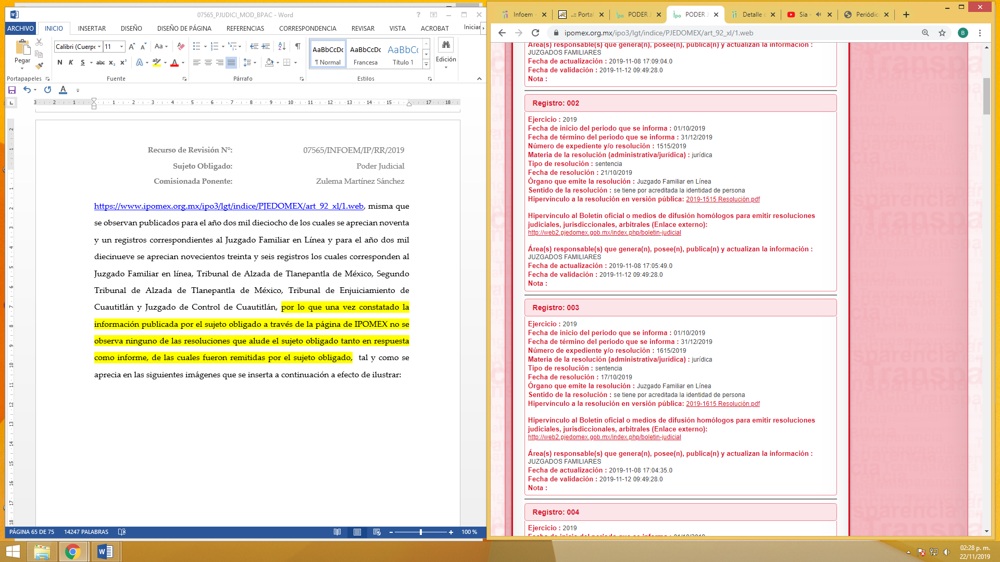 07565_PJUDICI_MOD_BPAC - Word
ARCHIVO INICIO INSERTAR DISEÑO DISEÑO DE PÁGINA REFERENCIAS CORRESPONDENCIA REVISAR VISTA ACROBAT Iniciar
Calibri (Cuerpo 11
Pegar
Portapapeles Fuente Párrafo Estilos
AaBbCcDc AaBbCcDc AaBbCc
¶ Normal Francesa Título 1
Edición
Recurso de Revisión N°: 07565/INFOEM/IP/RR/2019
Sujeto Obligado: Poder Judicial
Comisionada Ponente: Zulema Martínez Sánchez
https://www.ipomex.org.mx/ipo3/lgt/indice/PJEDOMEX/art_92_xl/1.web, misma que
se observan publicados para el año dos mil dieciocho de los cuales se aprecian noventa
y un registros correspondientes al Juzgado Familiar en Línea y para el año dos mil
diecinueve se aprecian novecientos treinta y seis registros los cuales corresponden al
Juzgado Familiar en línea, Tribunal de Alzada de Tlanepantla de México, Segundo
Tribunal de Alzada de Tlanepantla de México, Tribunal de Enjuiciamiento de
Cuautitlán y Juzgado de Control de Cuautitlán, por lo que una vez constatado la
información publicada por el sujeto obligado a través de la página de IPOMEX no se
observa ninguno de las resoluciones que alude el sujeto obligado tanto en respuesta
como informe, de las cuales fueron remitidas por el sujeto obligado, tal y como se
aprecia en las siguientes imágenes que se inserta a continuación a efecto de ilustrar:
PÁGINA 65 DE 75 14247 PALABRAS 100 %
Infoem - ..:: Portal PODER J PODER J Detalle Sia - Periódic
ipomex.org.mx/ipo3/lgt/indice/PJEDOMEX/art_92_xl/1.web
B
Área(s) responsable(s) que genera(n), posee(n), publica(n) y actualizan la información :
JUZGADOS FAMILIARES
Fecha de actualización : 2019-11-08 17:09:04.0
Fecha de validación : 2019-11-12 09:49:28.0
Nota :
Registro: 002
Ejercicio : 2019
Fecha de inicio del periodo que se informa : 01/10/2019
Fecha de término del periodo que se informa : 31/12/2019
Número de expediente y/o resolución : 1515/2019
Materia de la resolución (administrativa/jurídica) : jurídica
Tipo de resolución : sentencia
Fecha de resolución : 21/10/2019
Órgano que emite la resolución : Juzgado Familiar en Línea
Sentido de la resolución : se tiene por acreditada la identidad de persona
Hipervínculo a la resolución en versión pública: 2019-1515 Resolución.pdf
Hipervínculo al Boletín oficial o medios de difusión homólogos para emitir resoluciones
judiciales, jurisdiccionales, arbitrales (Enlace externo):
http://web2.pjedomex.gob.mx/index.php/boletin-judicial
Área(s) responsable(s) que genera(n), posee(n), publica(n) y actualizan la información :
JUZGADOS FAMILIARES
Fecha de actualización : 2019-11-08 17:05:49.0
Fecha de validación : 2019-11-12 09:49:28.0
Nota :
Registro: 003
Ejercicio : 2019
Fecha de inicio del periodo que se informa : 01/10/2019
Fecha de término del periodo que se informa : 31/12/2019
Número de expediente y/o resolución : 1615/2019
Materia de la resolución (administrativa/jurídica) : jurídica
Tipo de resolución : sentencia
Fecha de resolución : 17/10/2019
Órgano que emite la resolución : Juzgado Familiar en Línea
Sentido de la resolución : se tiene por acreditada la identidad de persona
Hipervínculo a la resolución en versión pública: 2019-1615 Resolución.pdf
Hipervínculo al Boletín oficial o medios de difusión homólogos para emitir resoluciones
judiciales, jurisdiccionales, arbitrales (Enlace externo):
http://web2.pjedomex.gob.mx/index.php/boletin-judicial
Área(s) responsable(s) que genera(n), posee(n), publica(n) y actualizan la información :
JUZGADOS FAMILIARES
Fecha de actualización : 2019-11-08 17:04:35.0
Fecha de validación : 2019-11-12 09:49:28.0
Nota :
Registro: 004
Ejercicio : 2019
02:28 p. m.
22/11/2019